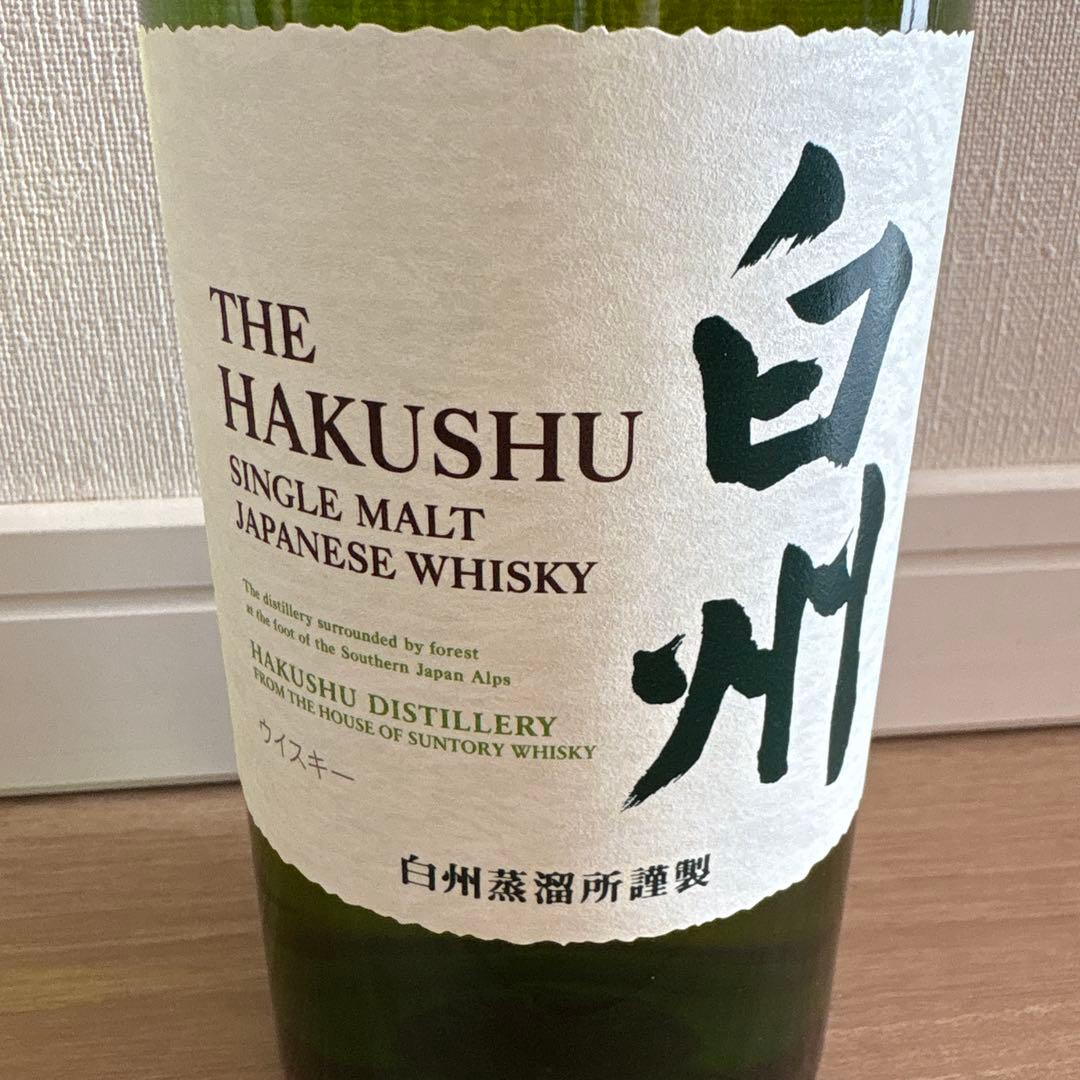 THE
HAKUSHU
SINGLE MALT
JAPANESE WHISKY
The distillery surrounded by forest
at the foot of the Southern Japan Alps
HAKUSHU DISTILLERY
FROM THE HOUSE OF SUNTORY WHISKY
ウイスキー
白州
白州蒸溜所謹製